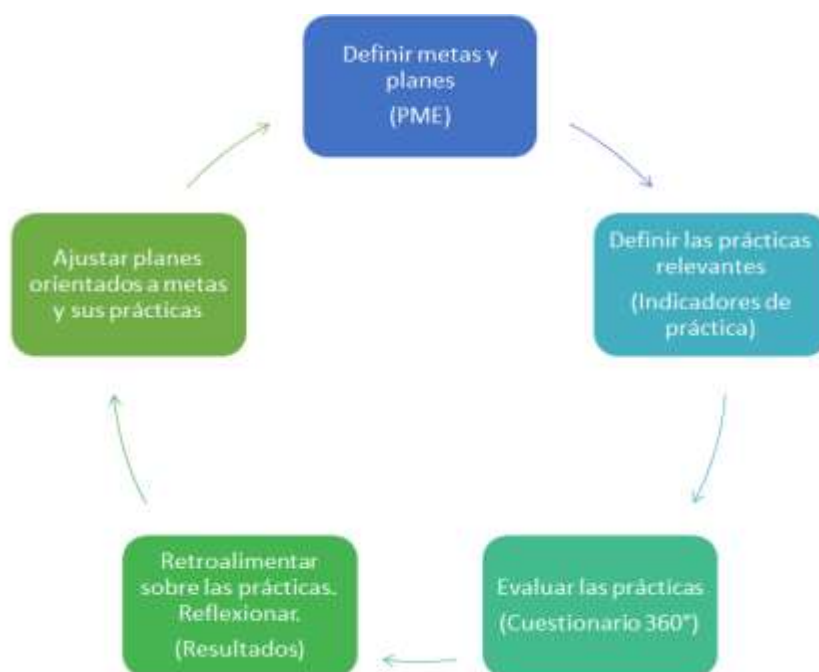 Definir metas y
planes
(PME)
Definir las prácticas
relevantes
(Indicadores de
práctica)
Evaluar las prácticas
(Cuestionario 360°)
Retroalimentar
sobre las prácticas.
Reflexionar.
(Resultados)
Ajustar planes
orientados a metas
y sus prácticas